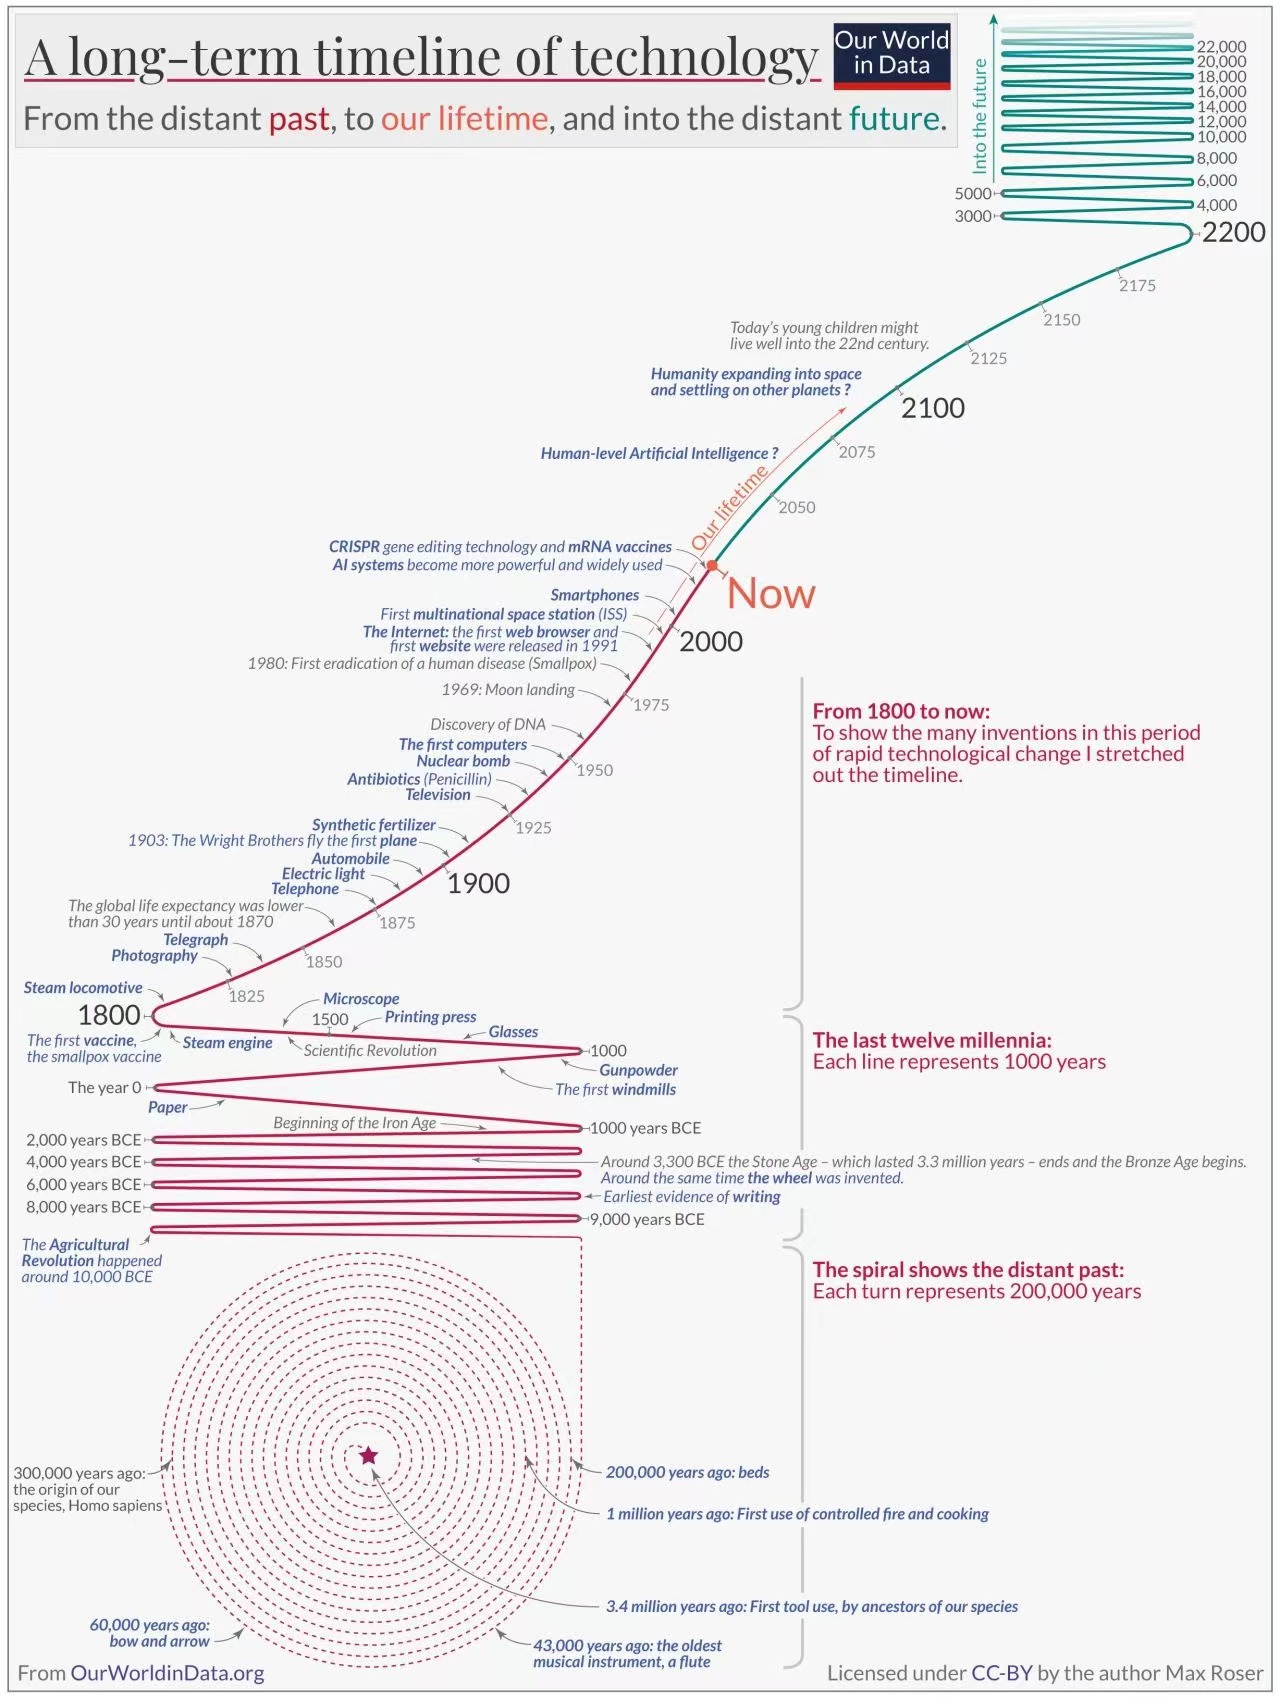 A long-term timeline of technology
Our World
in Data
From the distant past, to our lifetime, and into the distant future.
Into the future
22,000
20,000
18,000
16,000
14,000
12,000
10,000
8,000
6,000
5000
4,000
3000
2200
2175
2150
2125
2100
2075
2050
Today's young children might
live well into the 22nd century.
Humanity expanding into space
and settling on other planets ?
Human-level Artificial Intelligence ?
Our lifetime
Now
CRISPR gene editing technology and mRNA vaccines
AI systems become more powerful and widely used
Smartphones
First multinational space station (ISS)
The Internet: the first web browser and
first website were released in 1991
2000
1980: First eradication of a human disease (Smallpox)
1969: Moon landing
1975
Discovery of DNA
The first computers
Nuclear bomb
1950
Antibiotics (Penicillin)
Television
1925
Synthetic fertilizer
1903: The Wright Brothers fly the first plane
Automobile
Electric light
1900
Telephone
The global life expectancy was lower
than 30 years until about 1870
1875
Telegraph
Photography
1850
Steam locomotive
1825
1800
The first vaccine,
the smallpox vaccine
Steam engine
Microscope
1500
Printing press
Scientific Revolution
Glasses
1000
Gunpowder
The first windmills
The year 0
Paper
Beginning of the Iron Age
1000 years BCE
2,000 years BCE
4,000 years BCE
6,000 years BCE
8,000 years BCE
Around 3,300 BCE the Stone Age – which lasted 3.3 million years – ends and the Bronze Age begins.
Around the same time the wheel was invented.
Earliest evidence of writing
9,000 years BCE
The Agricultural
Revolution happened
around 10,000 BCE
From 1800 to now:
To show the many inventions in this period
of rapid technological change I stretched
out the timeline.
The last twelve millennia:
Each line represents 1000 years
The spiral shows the distant past:
Each turn represents 200,000 years
300,000 years ago:
the origin of our
species, Homo sapiens
200,000 years ago: beds
1 million years ago: First use of controlled fire and cooking
3.4 million years ago: First tool use, by ancestors of our species
60,000 years ago:
bow and arrow
43,000 years ago: the oldest
musical instrument, a flute
From OurWorldinData.org
Licensed under CC-BY by the author Max Roser